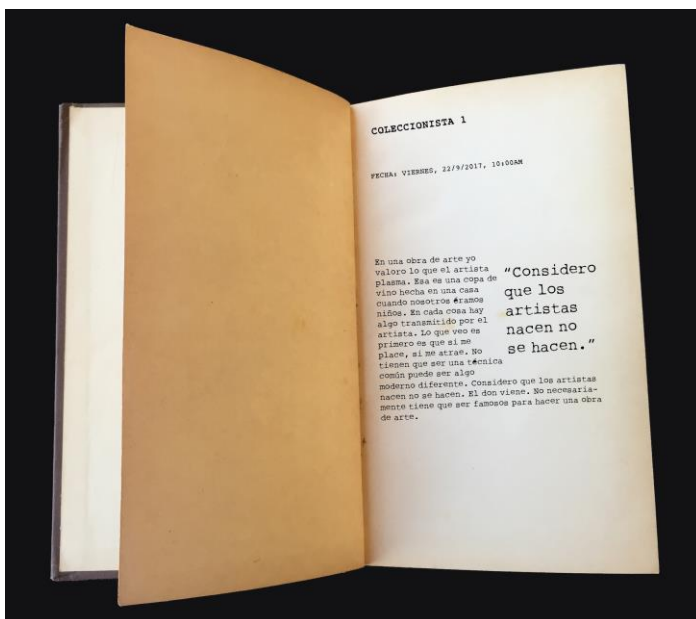 COLECCIONISTA 1
FECHA: VIERNES, 22/9/2017, 10:00AM
En una obra de arte yo
valoro lo que el artista
plasma. Esa es una copa de
vino hecha en una casa
cuando nosotros éramos
niños. En cada cosa hay
algo transmitido por el
artista. Lo que veo es
primero es que si me
place, si me atrae. No
tienen que ser una técnica
común puede ser algo
moderno diferente. Considero que los artistas
nacen no se hacen. El don viene. No necesaria-
mente tiene que ser famosos para hacer una obra
de arte.
“Considero
que los
artistas
nacen no
se hacen.”